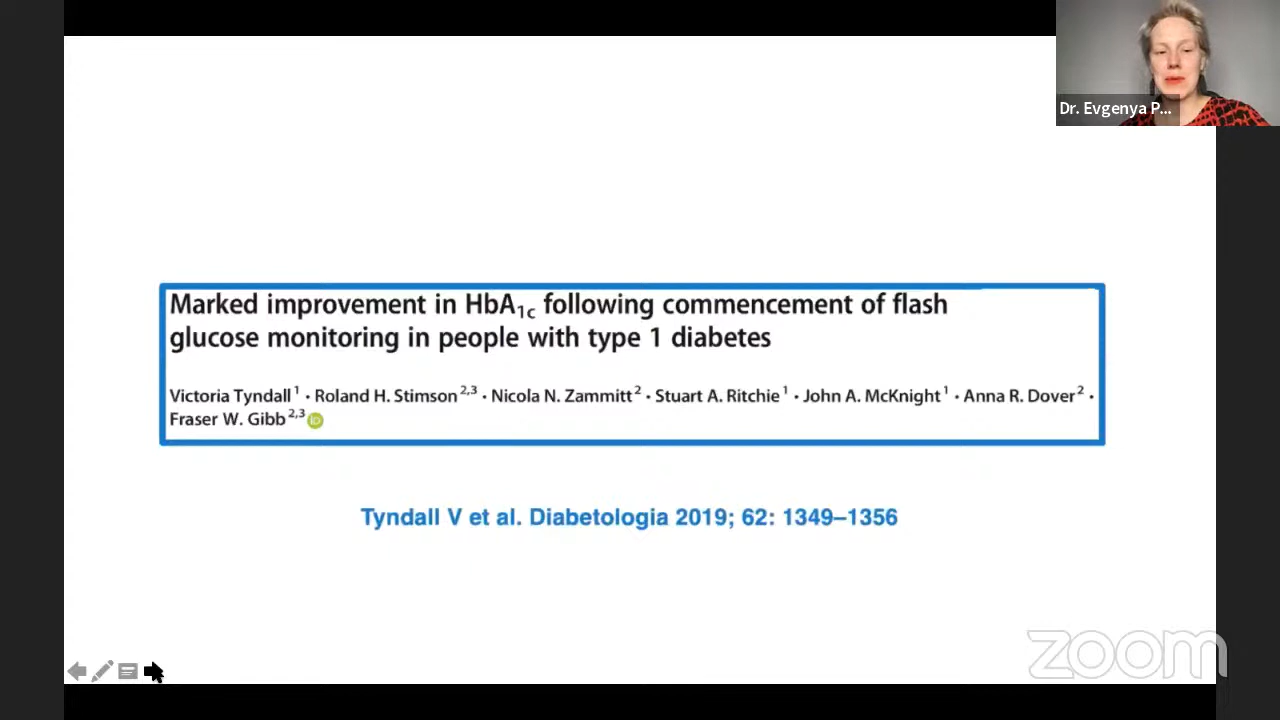 Dr. Evgenya P...
Marked improvement in HbA1c following commencement of flash
glucose monitoring in people with type 1 diabetes
Victoria Tyndall 1 · Roland H. Stimson 2,3 · Nicola N. Zammitt 2 · Stuart A. Ritchie 1 · John A. McKnight 1 · Anna R. Dover 2 ·
Fraser W. Gibb 2,3 iD
Tyndall V et al. Diabetologia 2019; 62: 1349–1356
zoom